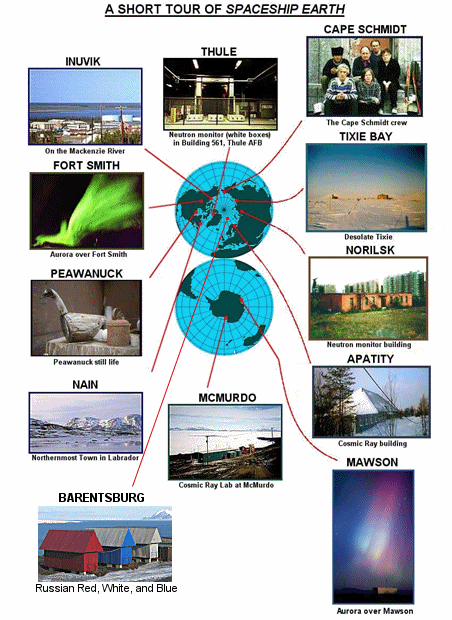 A SHORT TOUR OF SPACESHIP EARTH
CAPE SCHMIDT
The Cape Schmidt crew
THULE
Neutron monitor (white boxes)
in Building 561, Thule AFB
INUVIK
On the Mackenzie River
TIXIE BAY
Desolate Tixie
FORT SMITH
Aurora over Fort Smith
NORILSK
Neutron monitor building
PEAWANUCK
Peawanuck still life
APATITY
Cosmic Ray building
NAIN
Northernmost Town in Labrador
MCMURDO
Cosmic Ray Lab at McMurdo
MAWSON
Aurora over Mawson
BARENTSBURG
Russian Red, White, and Blue